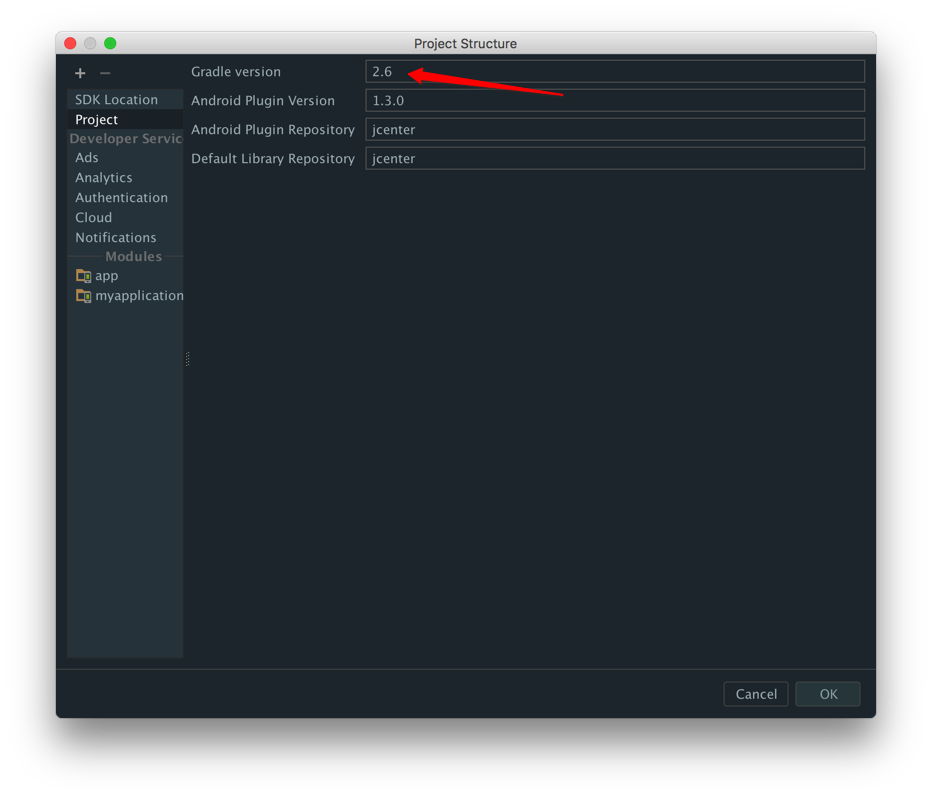 Project Structure
Gradle version 2.6
SDK Location
Android Plugin Version 1.3.0
Project
Android Plugin Repository jcenter
Developer Servic
Default Library Repository jcenter
Ads
Analytics
Authentication
Cloud
Notifications
Modules
app
myapplication
Cancel OK